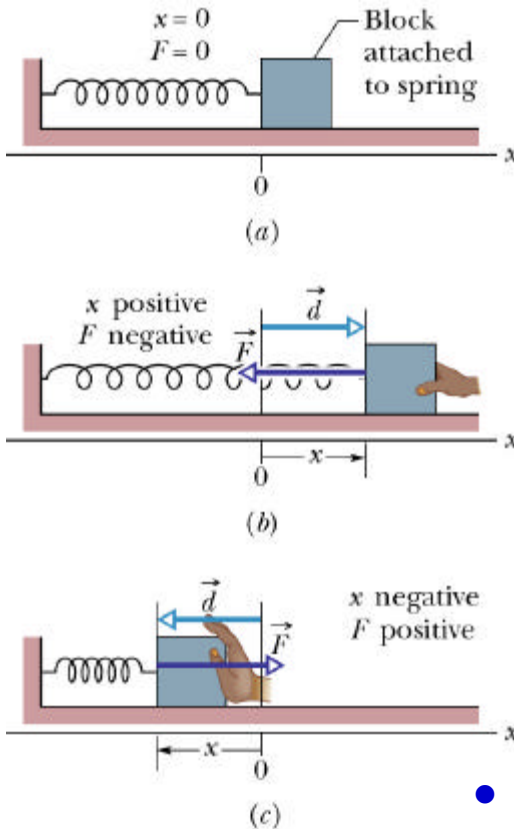 x = 0
F = 0
Block
attached
to spring
x
0
(a)
x positive
F negative
d
F
x
x
0
(b)
d
F
x negative
F positive
x
x
0
(c)